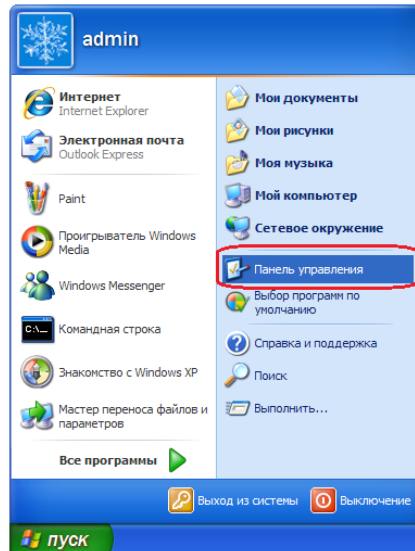 admin
Интернет
Internet Explorer
Электронная почта
Outlook Express
Paint
Проигрыватель Windows
Media
Windows Messenger
C:\_
Командная строка
Знакомство с Windows XP
Мастер переноса файлов и
параметров
Все программы
Мои документы
Мои рисунки
Моя музыка
Мой компьютер
Сетевое окружение
Панель управления
Выбор программ по
умолчанию
Справка и поддержка
Поиск
Выполнить...
Выход из системы
Выключение
пуск